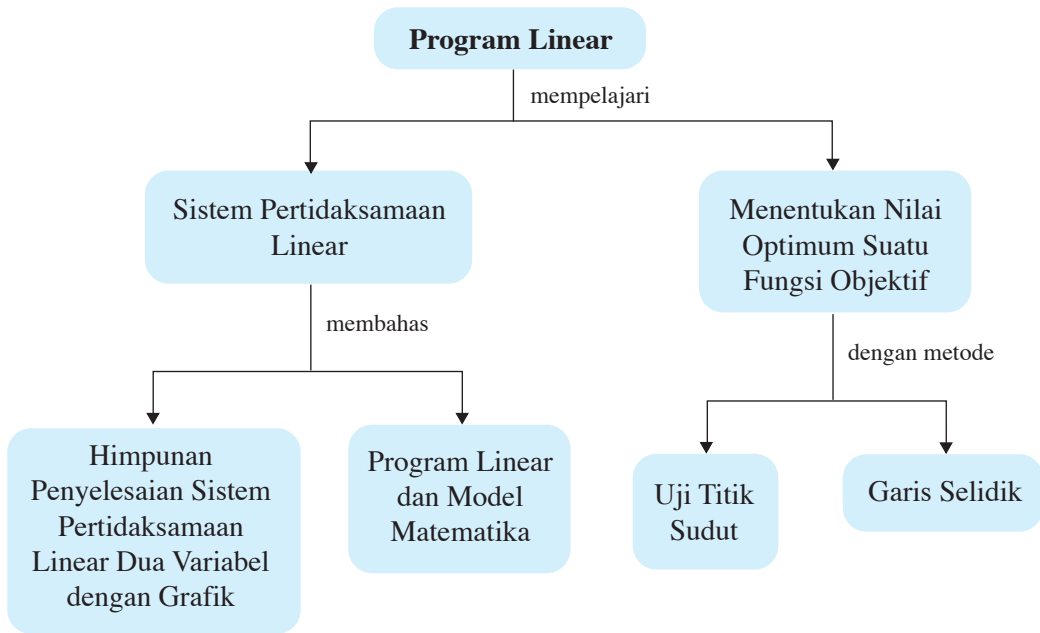 Program Linear
mempelajari
Sistem Pertidaksamaan
Linear
Menentukan Nilai
Optimum Suatu
Fungsi Objektif
membahas
dengan metode
Himpunan
Penyelesaian Sistem
Pertidaksamaan
Linear Dua Variabel
dengan Grafik
Program Linear
dan Model
Matematika
Uji Titik
Sudut
Garis Selidik